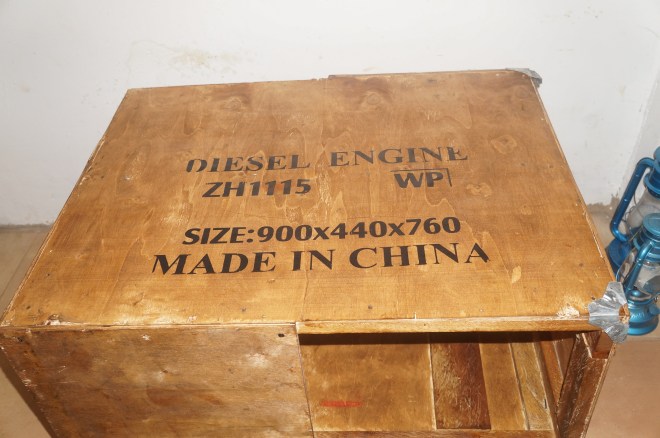 DIESEL ENGINE
ZH1115 WP
SIZE:900x440x760
MADE IN CHINA